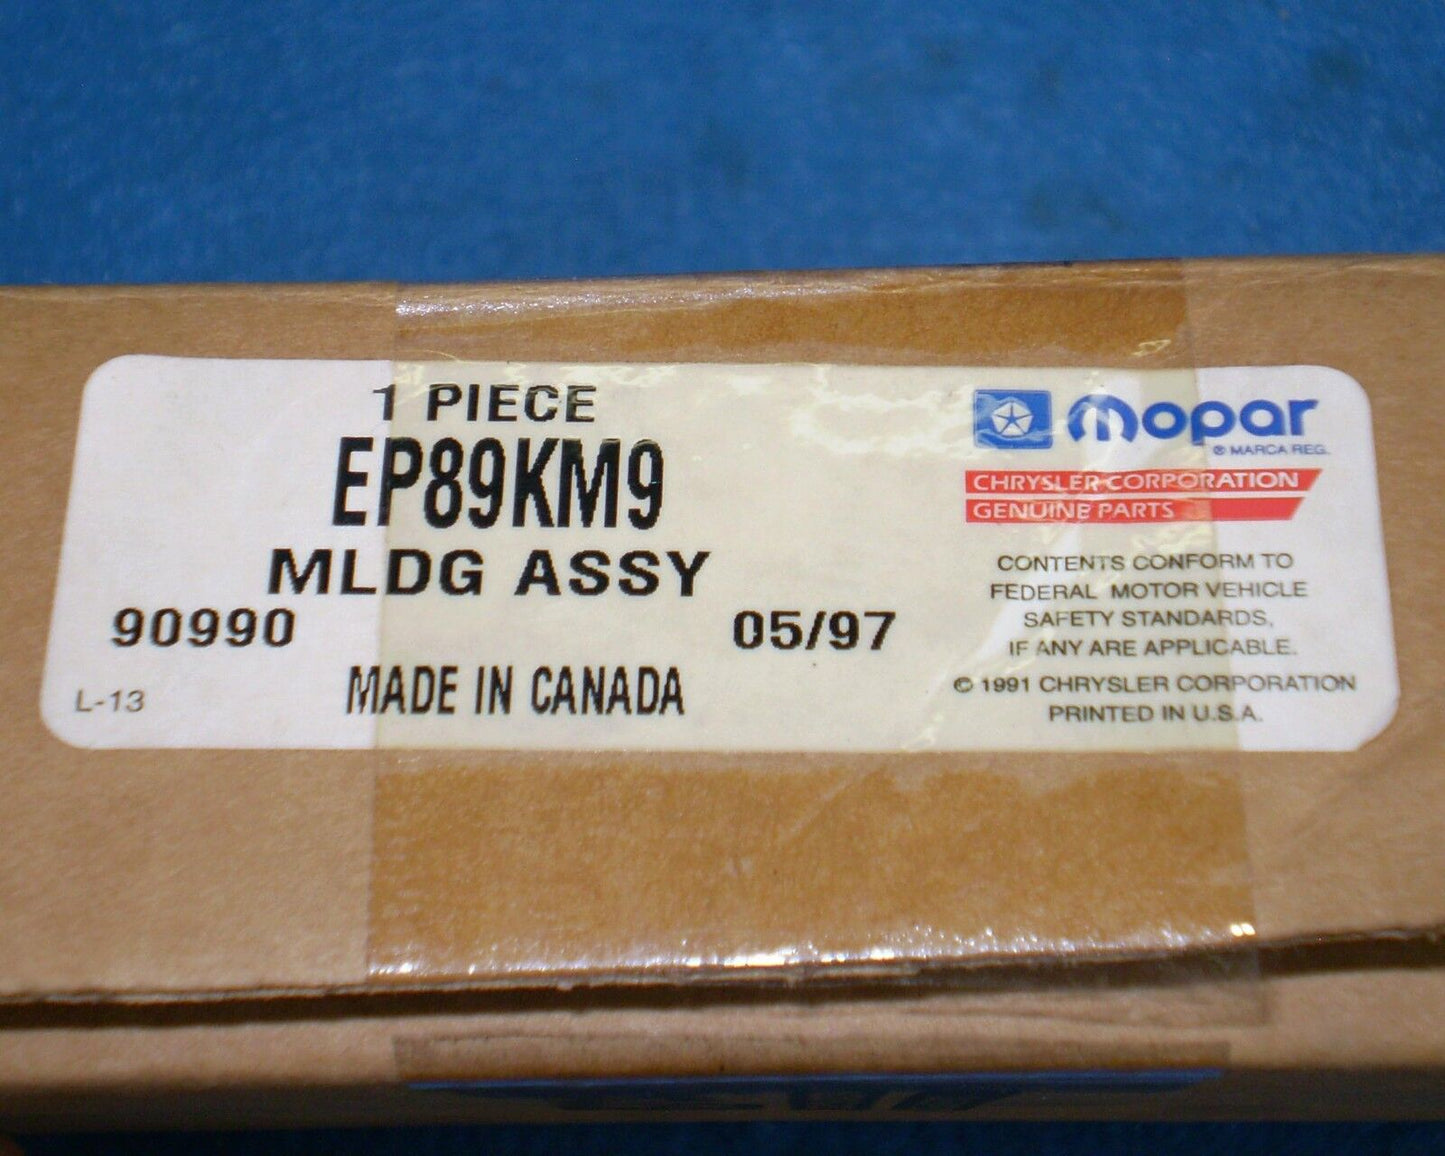 1 PIECE
EP89KM9
MLDG ASSY
90990 05/97
MADE IN CANADA
L-13
mopar
® MARCA REG.
CHRYSLER CORPORATION
GENUINE PARTS
CONTENTS CONFORM TO
FEDERAL MOTOR VEHICLE
SAFETY STANDARDS,
IF ANY ARE APPLICABLE.
© 1991 CHRYSLER CORPORATION
PRINTED IN U.S.A.